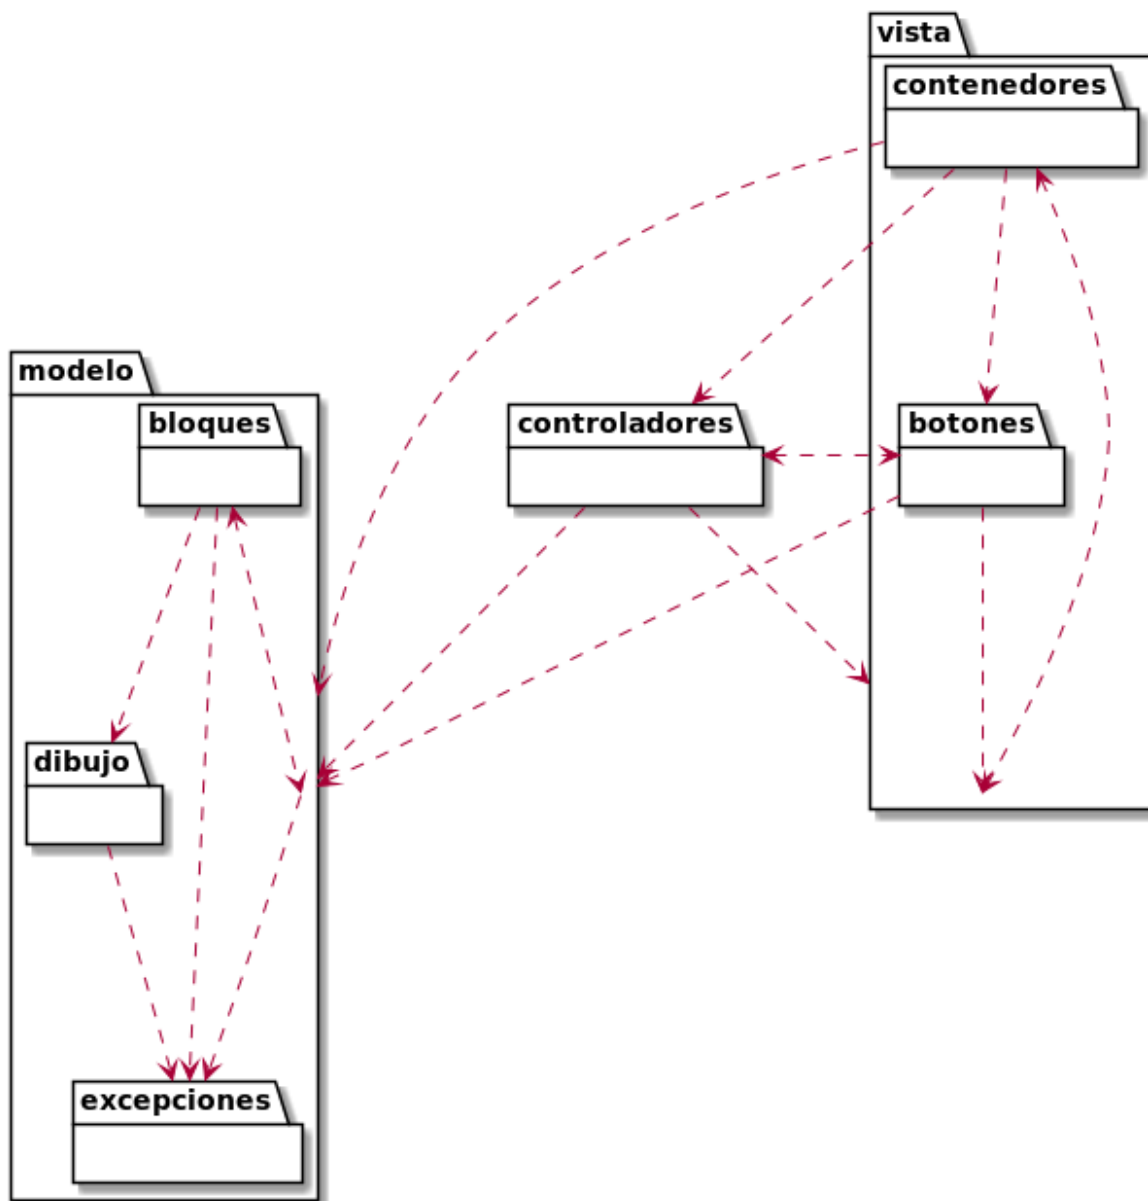 vista
contenedores
modelo
bloques
controladores
botones
dibujo
excepciones